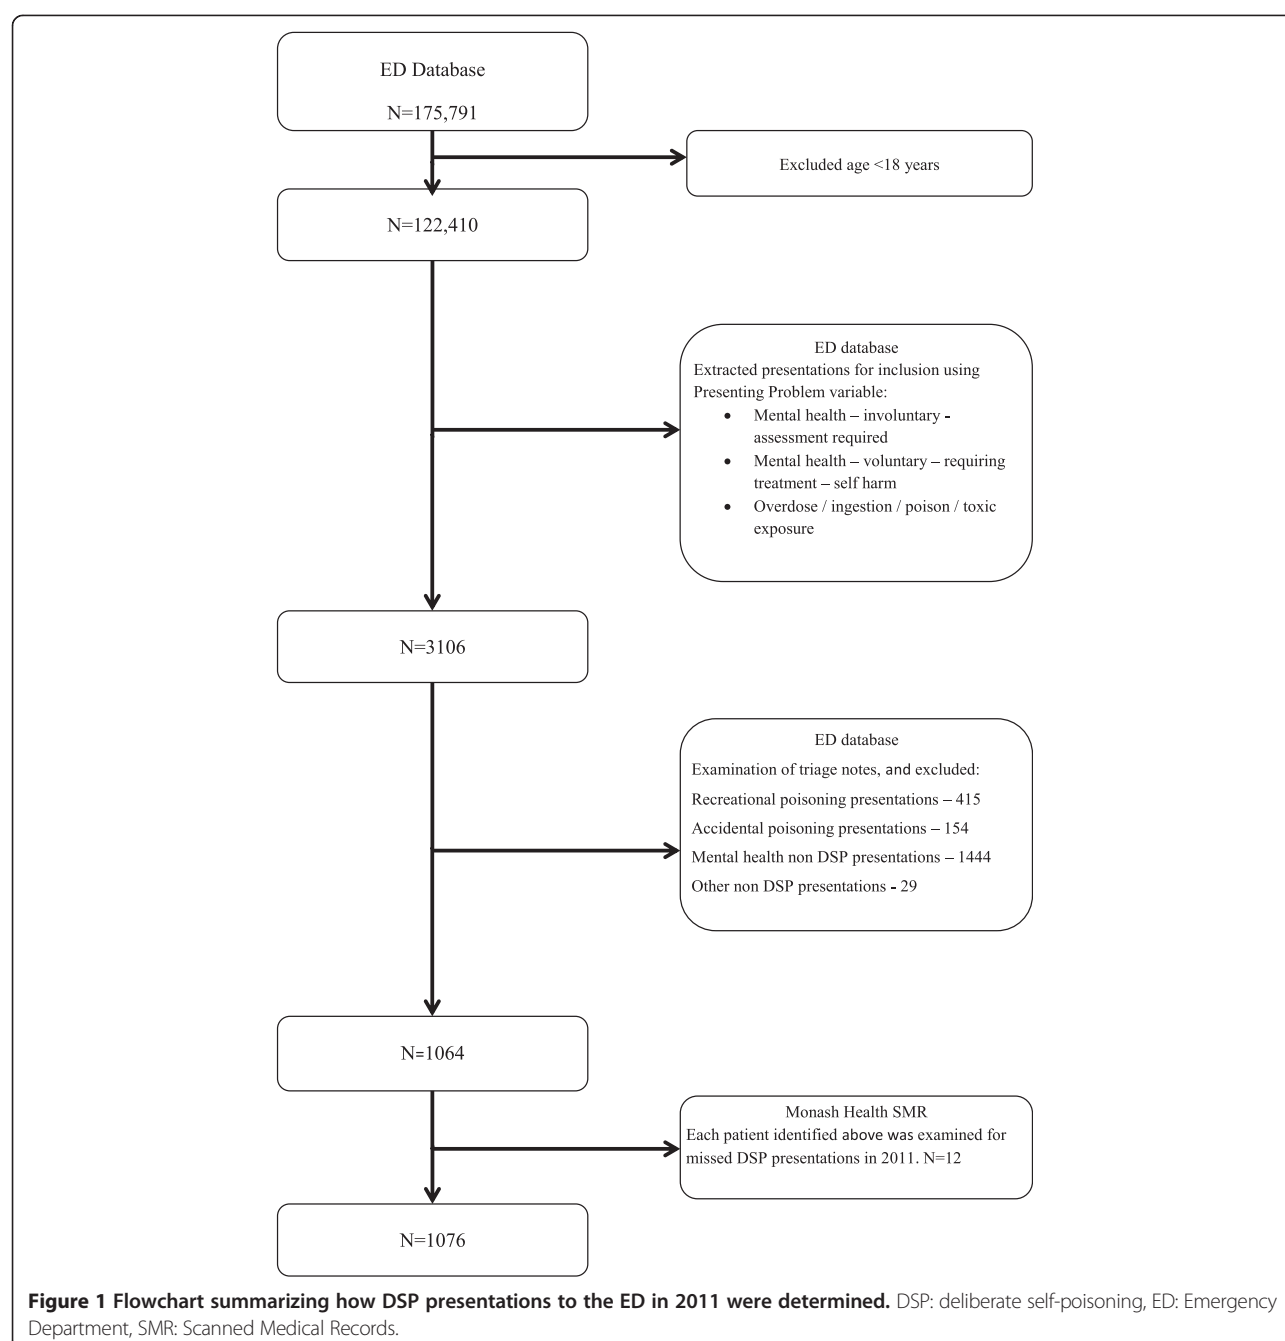 ED Database
N=175,791
Excluded age <18 years
N=122,410
ED database
Extracted presentations for inclusion using
Presenting Problem variable:
• Mental health – involuntary -
assessment required
• Mental health – voluntary – requiring
treatment – self harm
• Overdose / ingestion / poison / toxic
exposure
N=3106
ED database
Examination of triage notes, and excluded:
Recreational poisoning presentations – 415
Accidental poisoning presentations – 154
Mental health non DSP presentations – 1444
Other non DSP presentations - 29
N=1064
Monash Health SMR
Each patient identified above was examined for
missed DSP presentations in 2011. N=12
N=1076
Figure 1 Flowchart summarizing how DSP presentations to the ED in 2011 were determined. DSP: deliberate self-poisoning, ED: Emergency
Department, SMR: Scanned Medical Records.